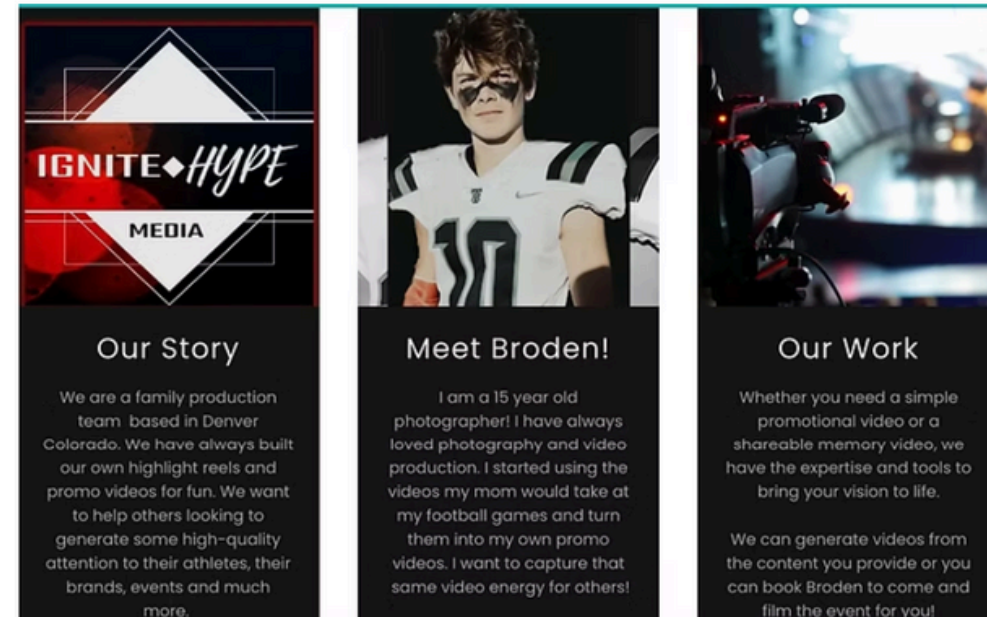 IGNITE◆HYPE
MEDIA
Our Story
We are a family production
team based in Denver
Colorado. We have always built
our own highlight reels and
promo videos for fun. We want
to help others looking to
generate some high-quality
attention to their athletes, their
brands, events and much
more.
10
Meet Broden!
I am a 15 year old
photographer! I have always
loved photography and video
production. I started using the
videos my mom would take at
my football games and turn
them into my own promo
videos. I want to capture that
same video energy for others!
Our Work
Whether you need a simple
promotional video or a
shareable memory video, we
have the expertise and tools to
bring your vision to life.
We can generate videos from
the content you provide or you
can book Broden to come and
film the event for you!